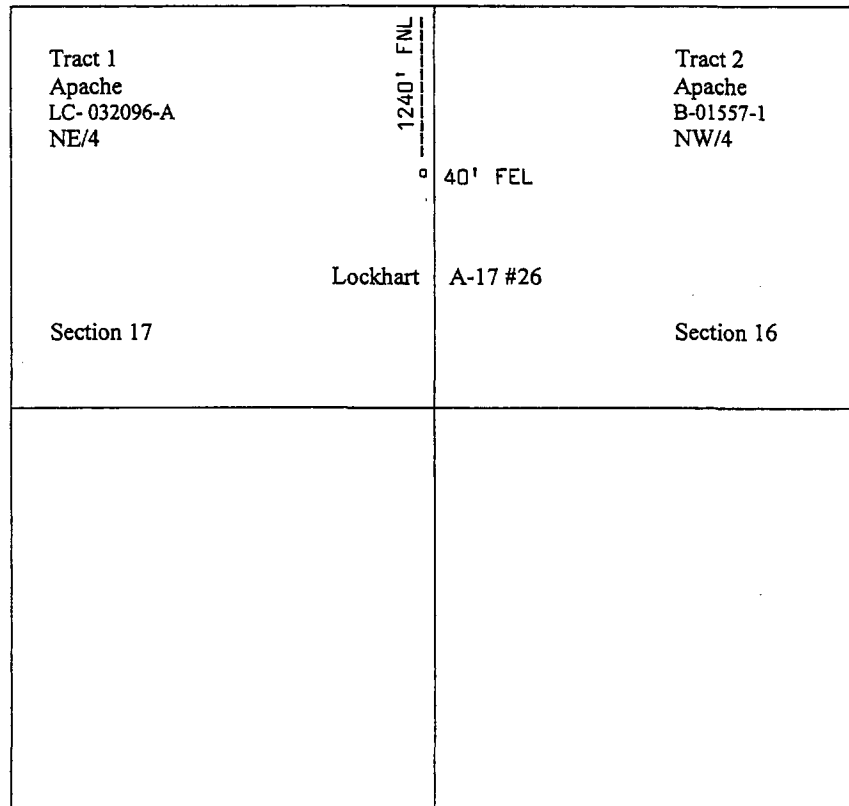 Tract 1
Apache
LC- 032096-A
NE/4
1240' FNL
40' FEL
Tract 2
Apache
B-01557-1
NW/4
Lockhart A-17 #26
Section 17
Section 16